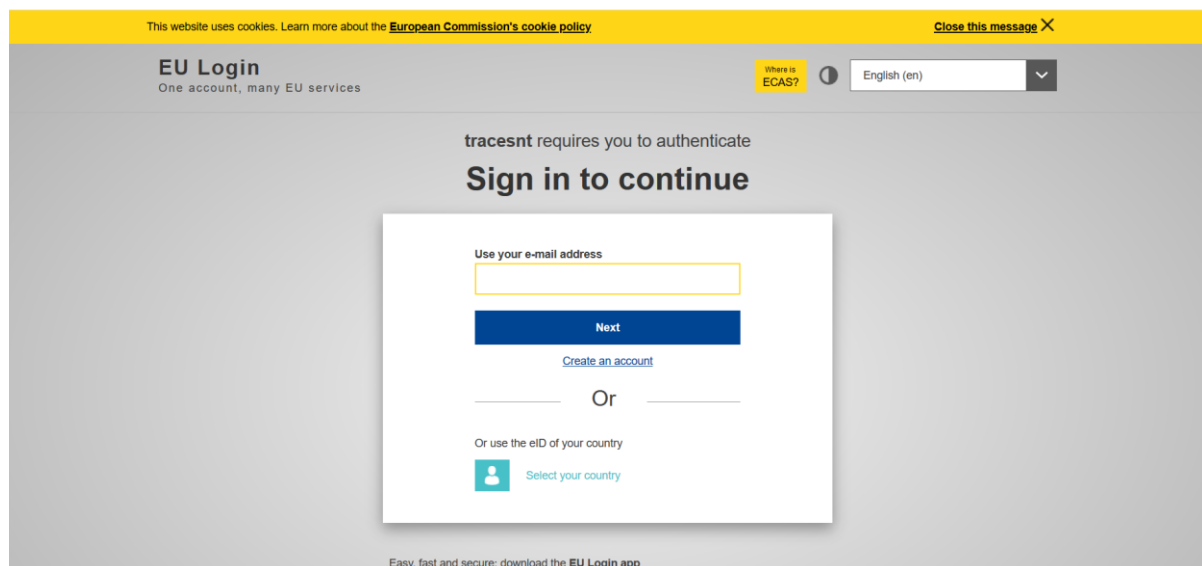 This website uses cookies. Learn more about the European Commission's cookie policy
Close this message
EU Login
One account, many EU services
Where is
ECAS?
English (en)
tracesnt requires you to authenticate
Sign in to continue
Use your e-mail address
Next
Create an account
Or
Or use the eID of your country
Select your country
Easy, fast and secure: download the EU Login app